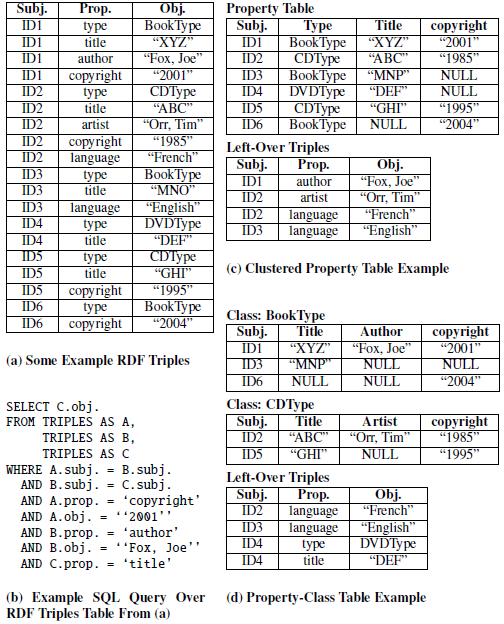 Subj. Prop. Obj.
ID1 type BookType
ID1 title “XYZ”
ID1 author “Fox, Joe”
ID1 copyright “2001”
ID2 type CDType
ID2 title “ABC”
ID2 artist “Orr, Tim”
ID2 copyright “1985”
ID2 language “French”
ID3 type BookType
ID3 title “MNO”
ID3 language “English”
ID4 type DVDType
ID4 title “DEF”
ID5 type CDType
ID5 title “GHI”
ID5 copyright “1995”
ID6 type BookType
ID6 copyright “2004”
(a) Some Example RDF Triples
SELECT C.obj.
FROM TRIPLES AS A,
TRIPLES AS B,
TRIPLES AS C
WHERE A.subj. = B.subj.
AND B.subj. = C.subj.
AND A.prop. = ‘copyright’
AND A.obj. = ‘‘2001’’
AND B.prop. = ‘author’
AND B.obj. = ‘‘Fox, Joe’’
AND C.prop. = ‘title’
(b) Example SQL Query Over
RDF Triples Table From (a)
Property Table
Subj. Type Title copyright
ID1 BookType “XYZ” “2001”
ID2 CDType “ABC” “1985”
ID3 BookType “MNP” NULL
ID4 DVDType “DEF” NULL
ID5 CDType “GHI” “1995”
ID6 BookType NULL “2004”
Left-Over Triples
Subj. Prop. Obj.
ID1 author “Fox, Joe”
ID2 artist “Orr, Tim”
ID2 language “French”
ID3 language “English”
(c) Clustered Property Table Example
Class: BookType
Subj. Title Author copyright
ID1 “XYZ” “Fox, Joe” “2001”
ID3 “MNP” NULL NULL
ID6 NULL NULL “2004”
Class: CDType
Subj. Title Artist copyright
ID2 “ABC” “Orr, Tim” “1985”
ID5 “GHI” NULL “1995”
Left-Over Triples
Subj. Prop. Obj.
ID2 language “French”
ID3 language “English”
ID4 type DVDType
ID4 title “DEF”
(d) Property-Class Table Example